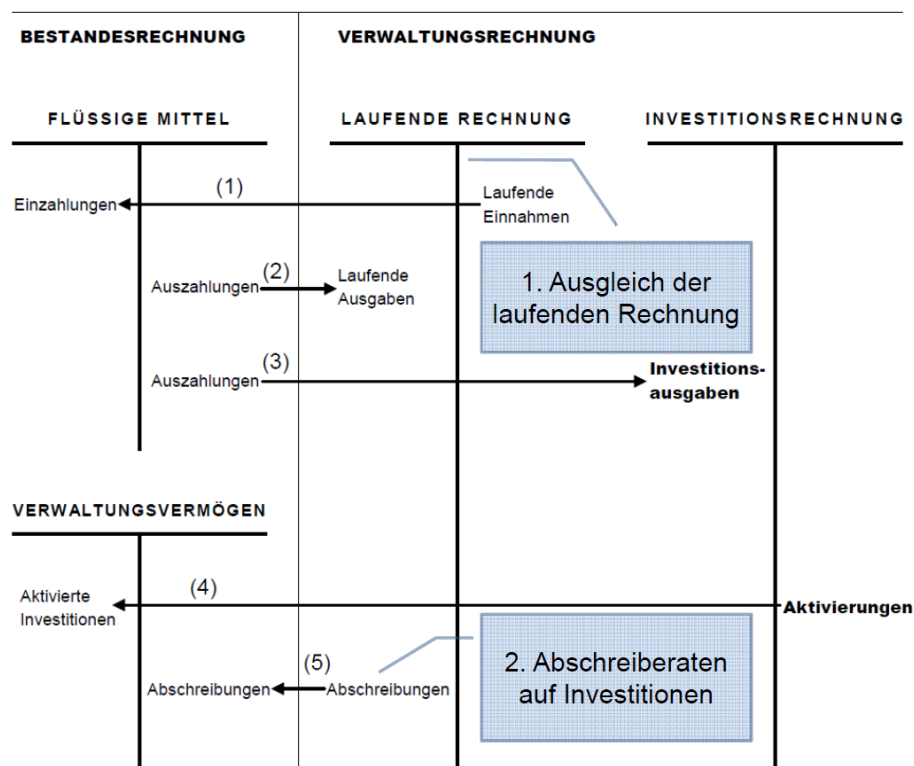 BESTANDESRECHNUNG
VERWALTUNGSRECHNUNG
FLÜSSIGE MITTEL
LAUFENDE RECHNUNG
INVESTITIONSRECHNUNG
(1)
Einzahlungen
Laufende
Einnahmen
(2)
Auszahlungen
Laufende
Ausgaben
1. Ausgleich der
laufenden Rechnung
(3)
Auszahlungen
Investitions-
ausgaben
VERWALTUNGSVERMÖGEN
(4)
Aktivierte
Investitionen
Aktivierungen
(5)
Abschreibungen
Abschreibungen
2. Abschreiberaten
auf Investitionen